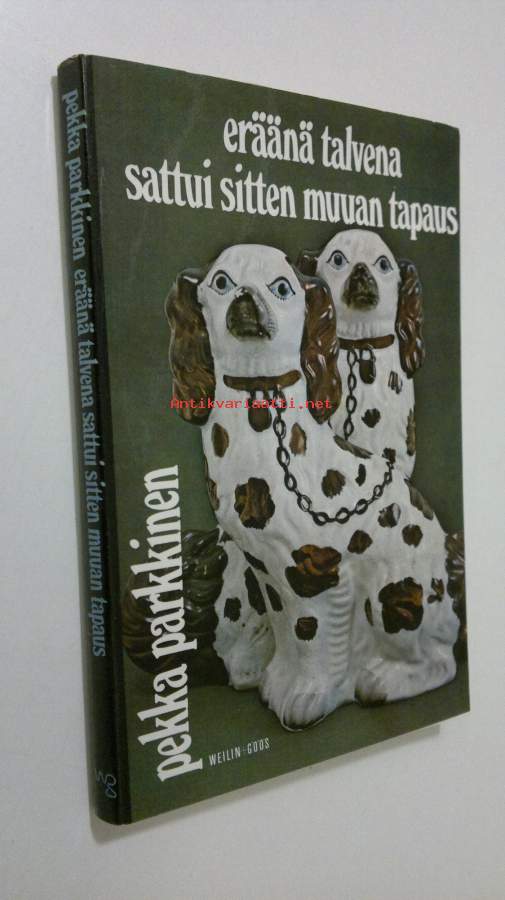 eräänä talvena
sattui sitten muuan tapaus
pekka parkkinen
WEILIN+GÖÖS
pekka parkkinen eräänä talvena sattui sitten muuan tapaus
Antikvariaatti.net